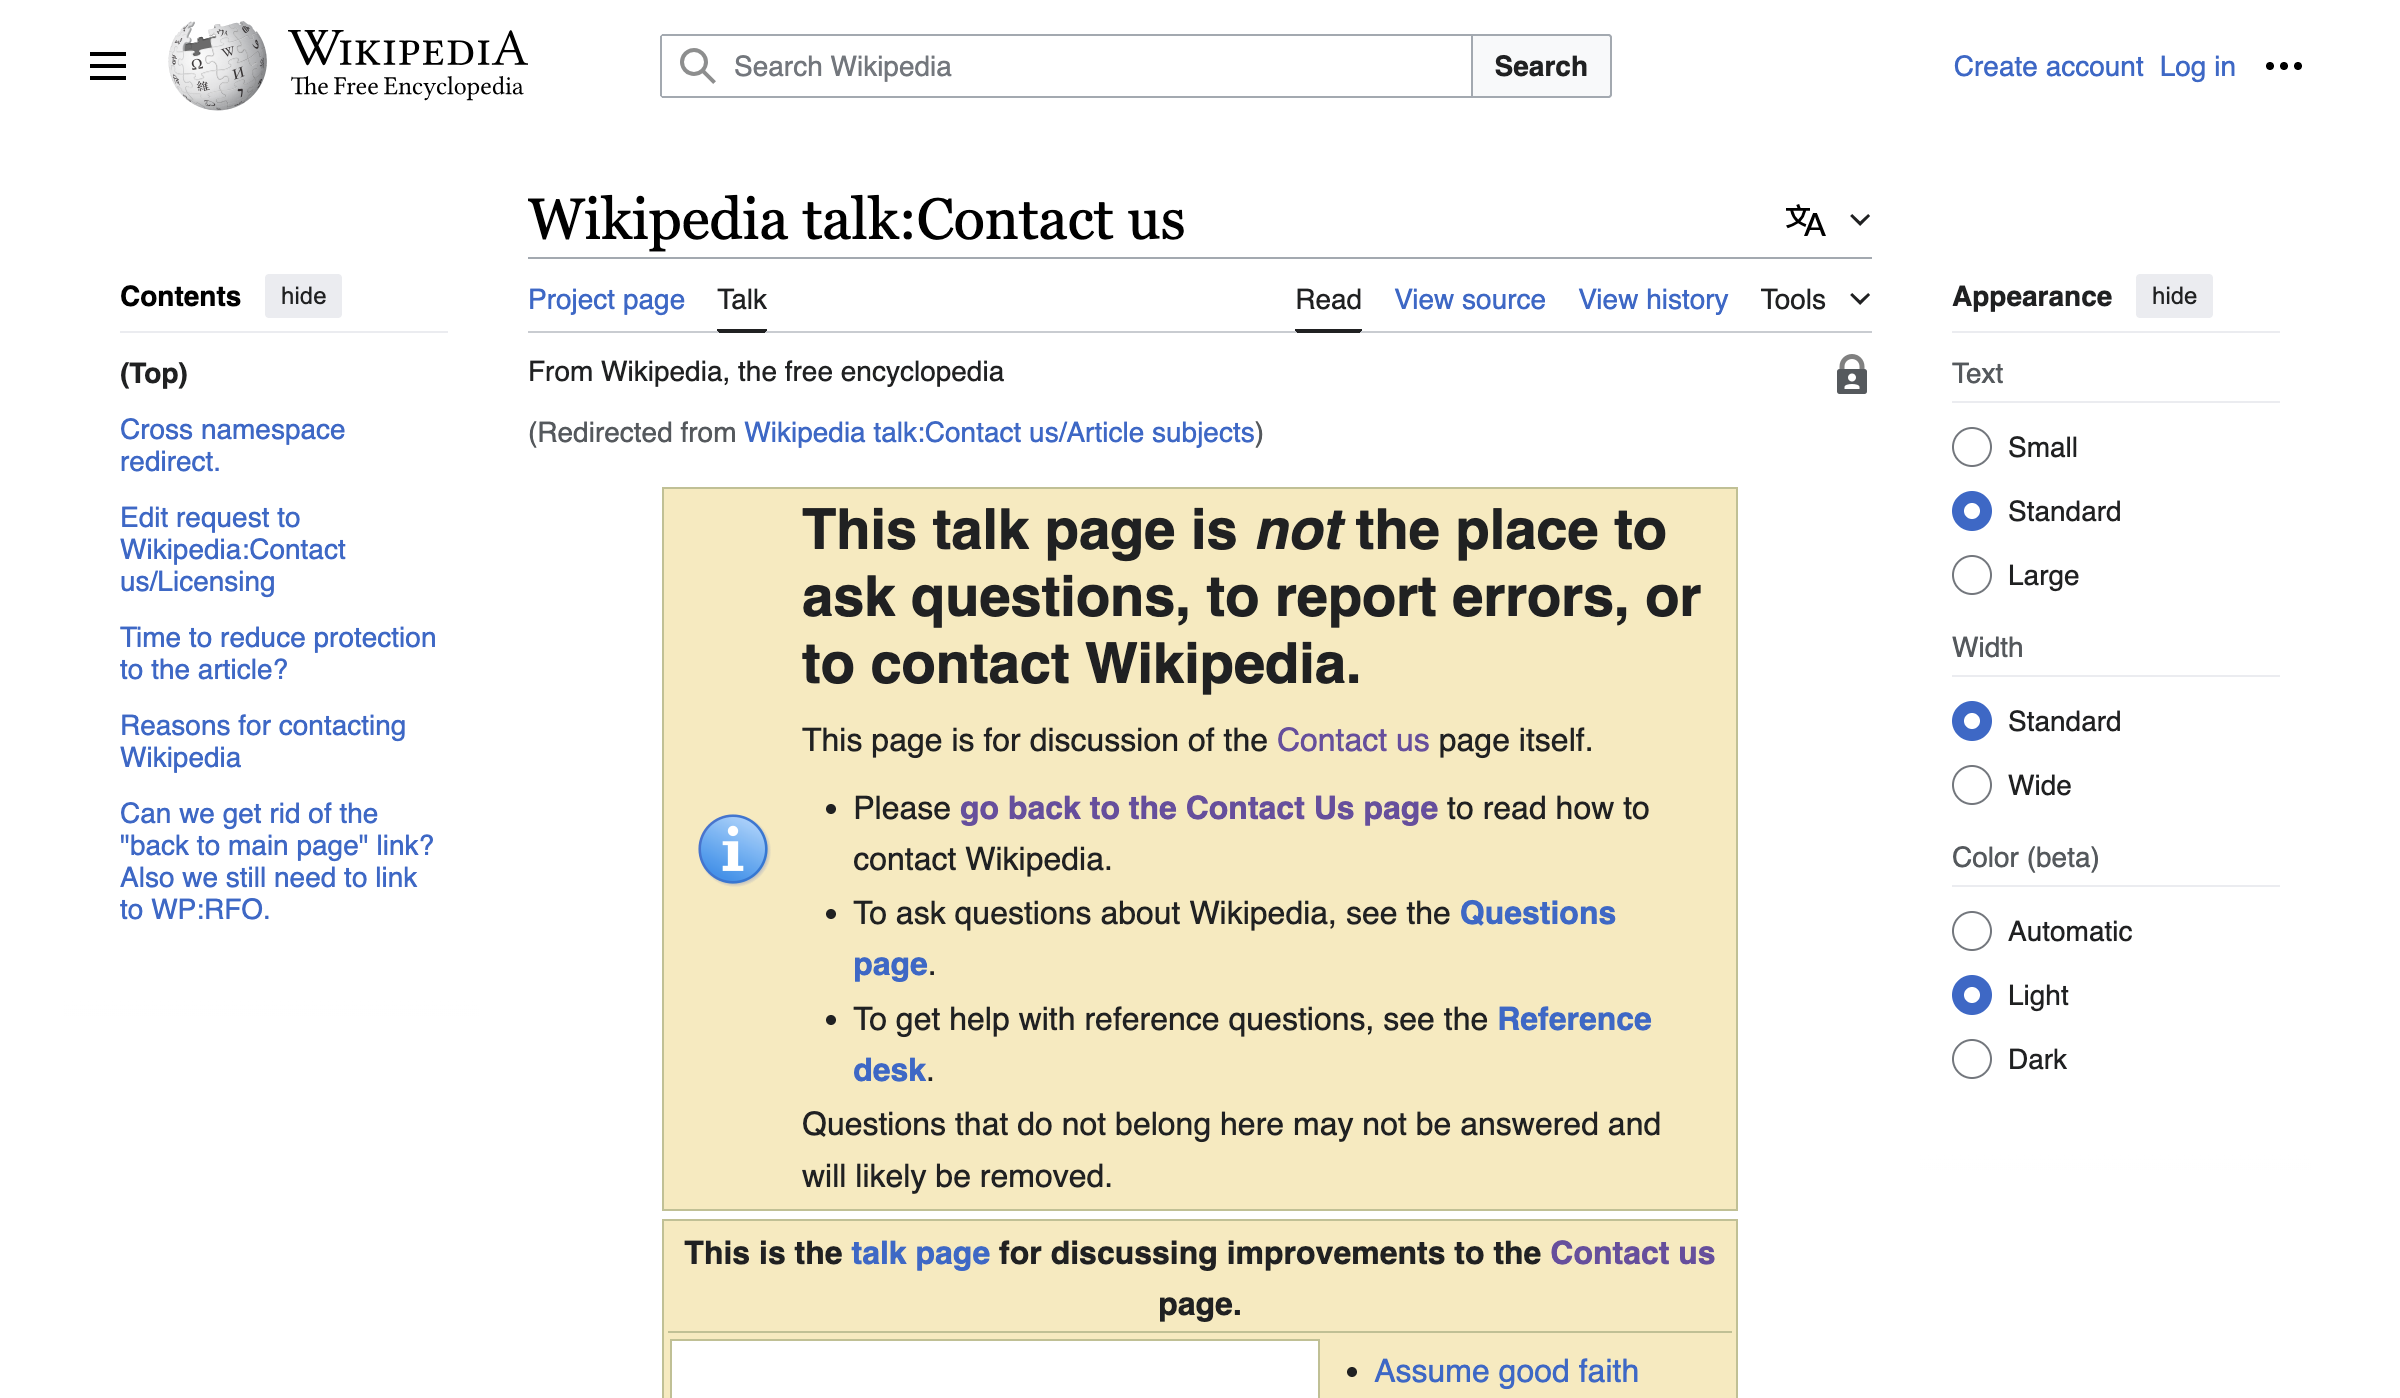 WIKIPEDIA
The Free Encyclopedia
Search Wikipedia
Search
Create account Log in
Wikipedia talk:Contact us
Contents hide
(Top)
Cross namespace
redirect.
Edit request to
Wikipedia:Contact
us/Licensing
Time to reduce protection
to the article?
Reasons for contacting
Wikipedia
Can we get rid of the
"back to main page" link?
Also we still need to link
to WP:RFO.
Project page Talk Read View source View history Tools
From Wikipedia, the free encyclopedia
(Redirected from Wikipedia talk:Contact us/Article subjects)
This talk page is not the place to
ask questions, to report errors, or
to contact Wikipedia.
This page is for discussion of the Contact us page itself.
• Please go back to the Contact Us page to read how to
contact Wikipedia.
• To ask questions about Wikipedia, see the Questions
page.
• To get help with reference questions, see the Reference
desk.
Questions that do not belong here may not be answered and
will likely be removed.
This is the talk page for discussing improvements to the Contact us
page.
• Assume good faith
Appearance hide
Text
Small
Standard
Large
Width
Standard
Wide
Color (beta)
Automatic
Light
Dark